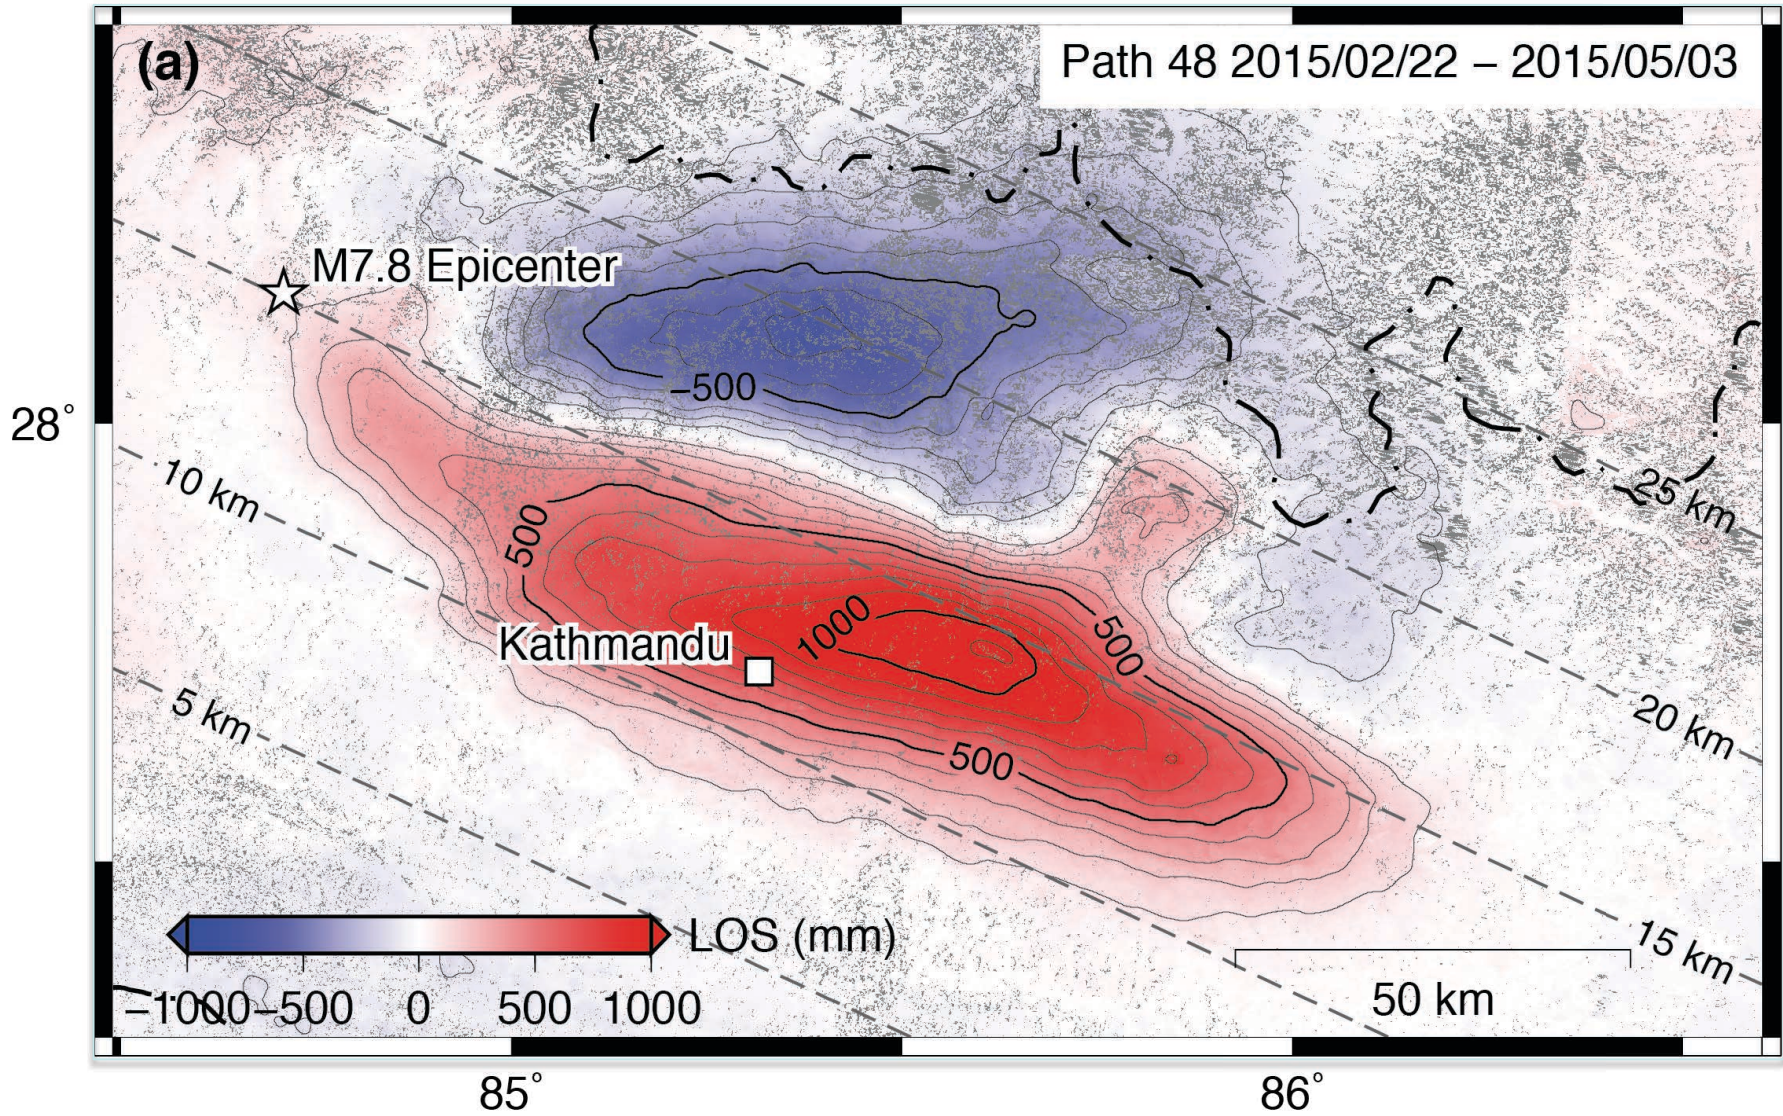 (a)
Path 48 2015/02/22 – 2015/05/03
M7.8 Epicenter
–500
28°
10 km
25 km
500
1000
500
Kathmandu
5 km
20 km
500
15 km
LOS (mm)
–1000 –500 0 500 1000
50 km
85° 86°